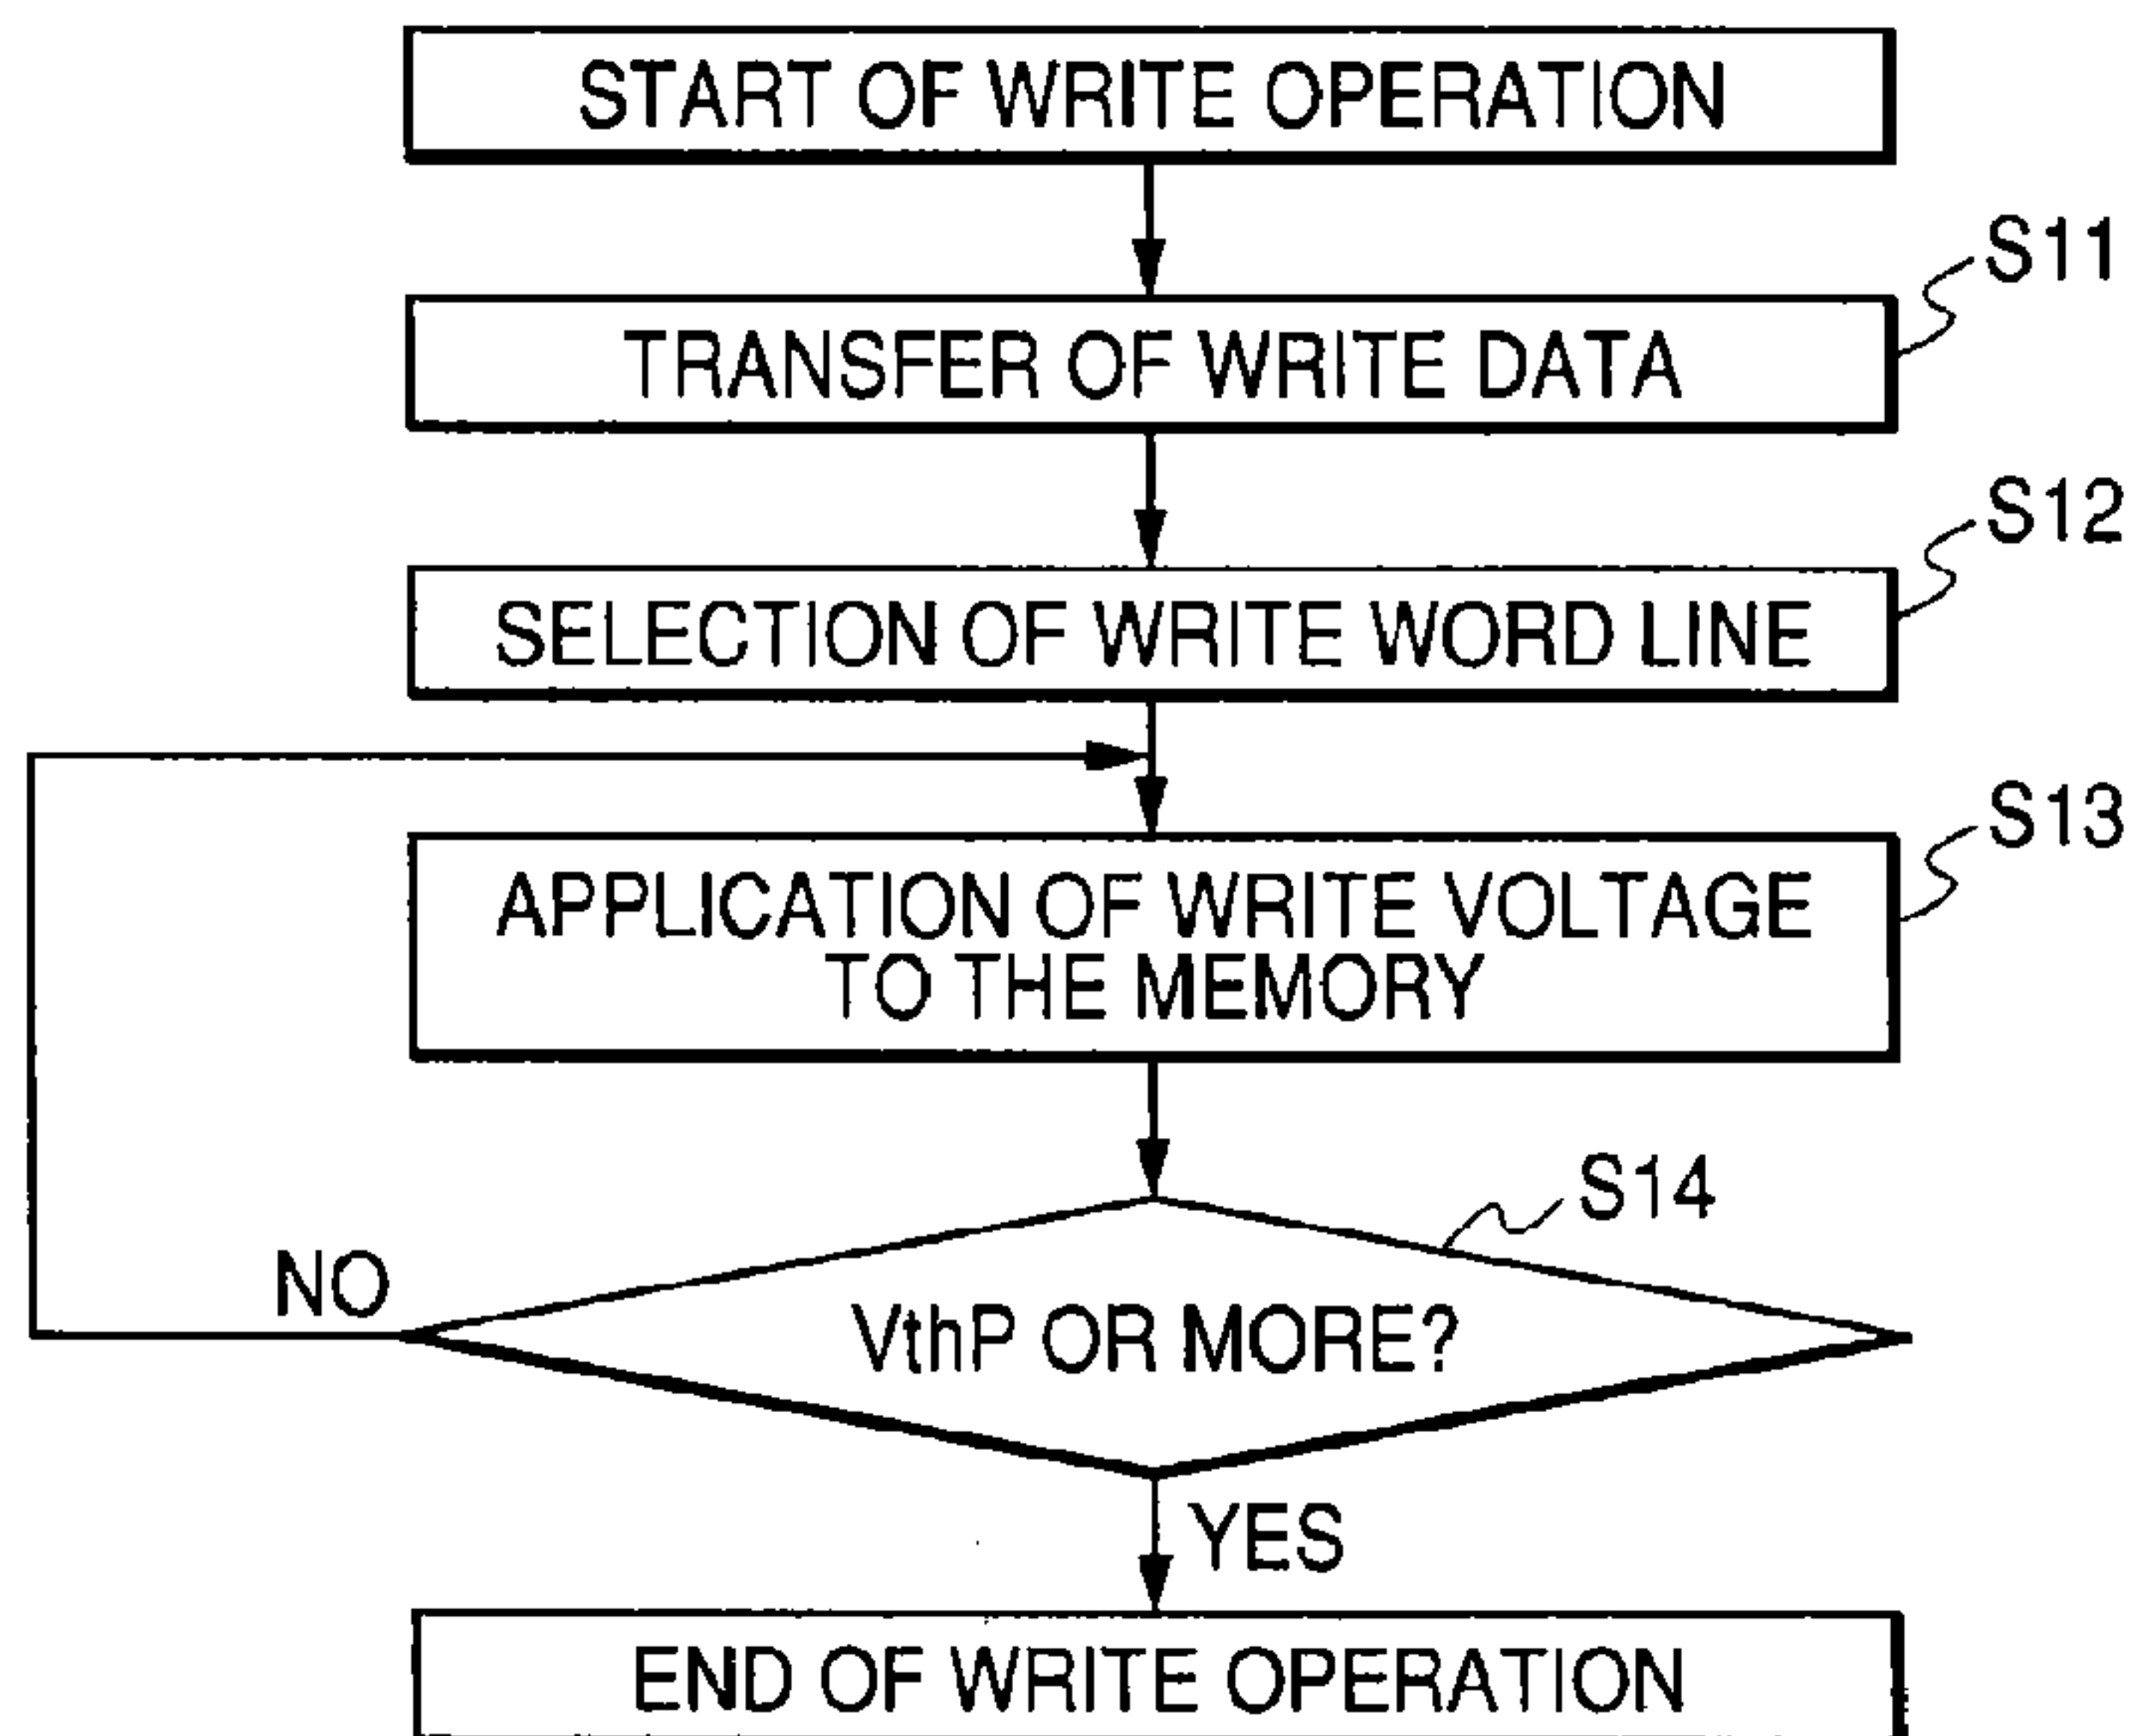 START OF WRITE OPERATION
S11
TRANSFER OF WRITE DATA
S12
SELECTION OF WRITE WORD LINE
S13
APPLICATION OF WRITE VOLTAGE
TO THE MEMORY
S14
NO
VthP OR MORE?
YES
END OF WRITE OPERATION